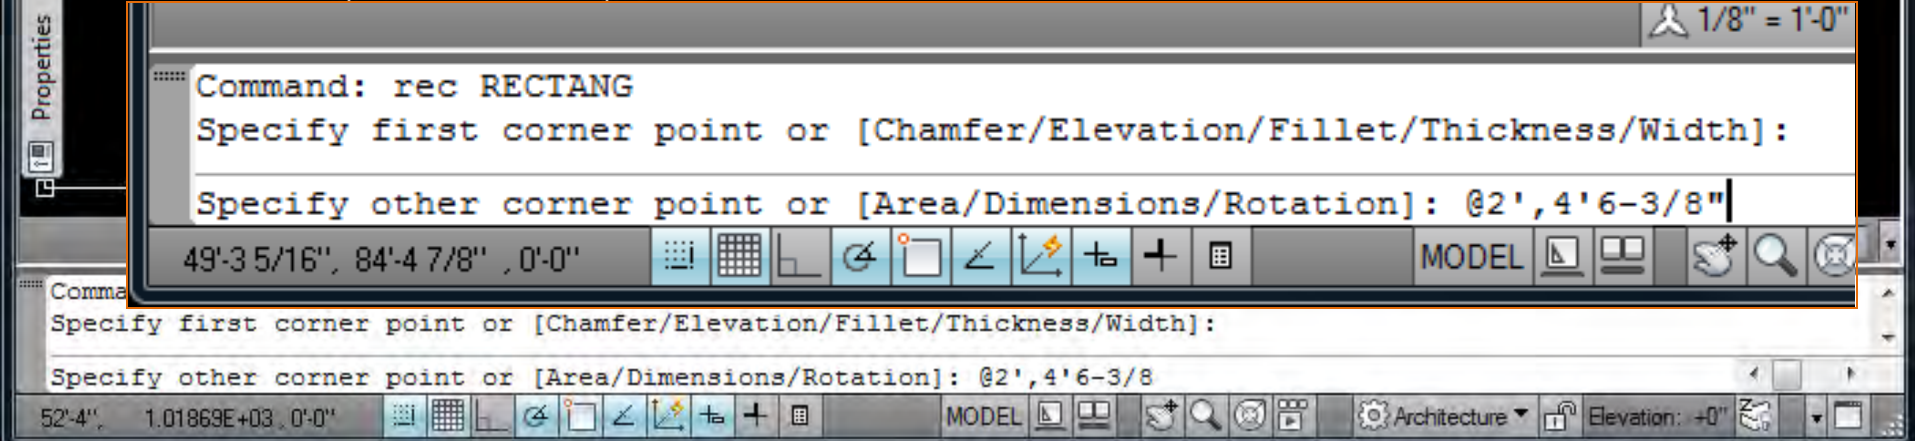 Properties
1/8" = 1'-0"
Command: rec RECTANG
Specify first corner point or [Chamfer/Elevation/Fillet/Thickness/Width]:
Specify other corner point or [Area/Dimensions/Rotation]: @2',4'6-3/8"
49'-3 5/16", 84'-4 7/8" , 0'-0" MODEL
Comma
Specify first corner point or [Chamfer/Elevation/Fillet/Thickness/Width]:
Specify other corner point or [Area/Dimensions/Rotation]: @2',4'6-3/8
52'-4", 1.01869E+03, 0'-0" MODEL Architecture Elevation: +0"